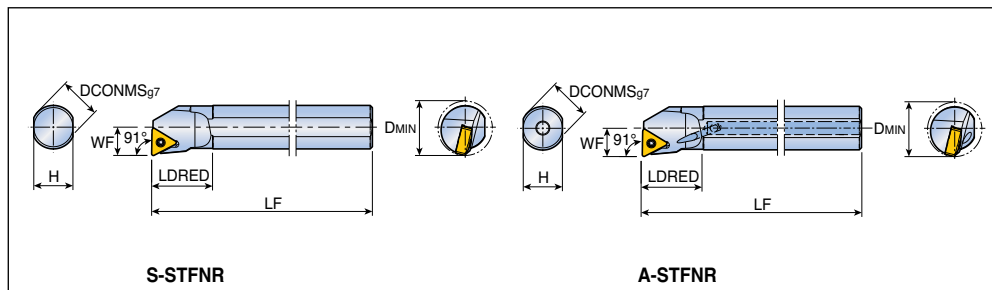 DCONMSg7
WF
91°
H
LDRED
LF
DMIN
S-STFNR
DCONMSg7
WF
91°
H
LDRED
LF
DMIN
A-STFNR